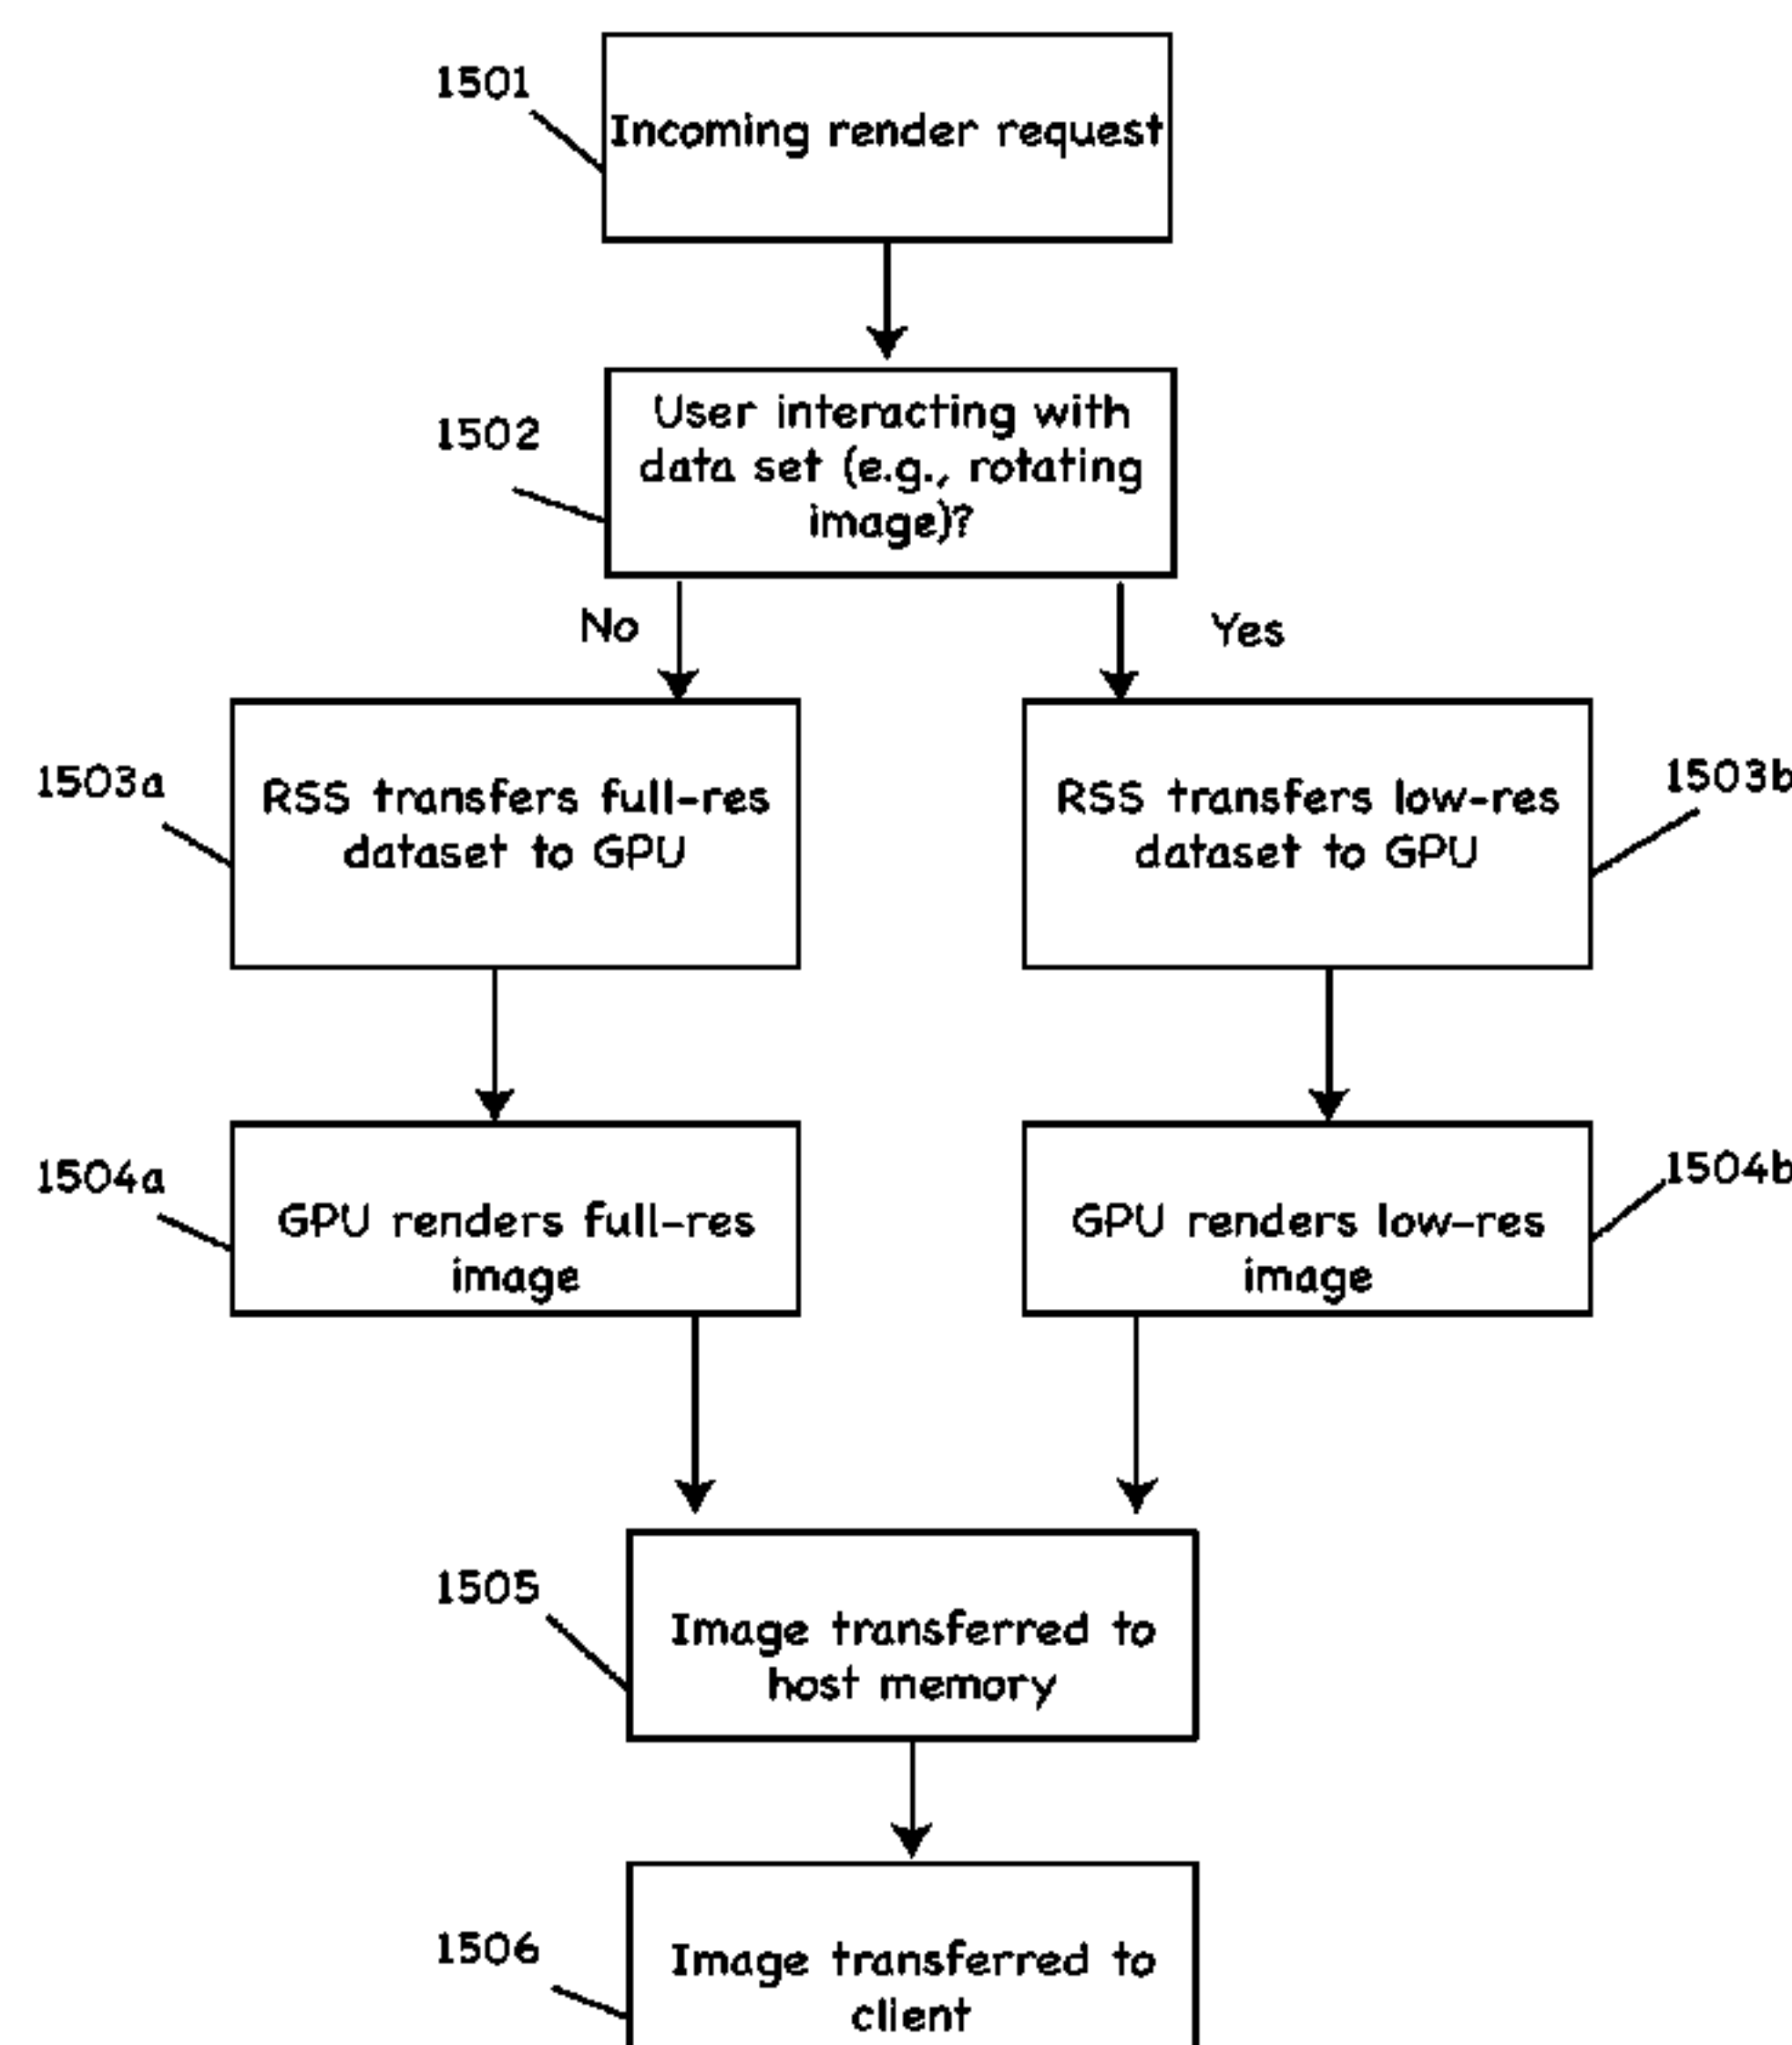 1501
Incoming render request
1502
User interacting with
data set (e.g., rotating
image)?
No
Yes
1503a
RSS transfers full-res
dataset to GPU
1503b
RSS transfers low-res
dataset to GPU
1504a
GPU renders full-res
image
1504b
GPU renders low-res
image
1505
Image transferred to
host memory
1506
Image transferred to
client